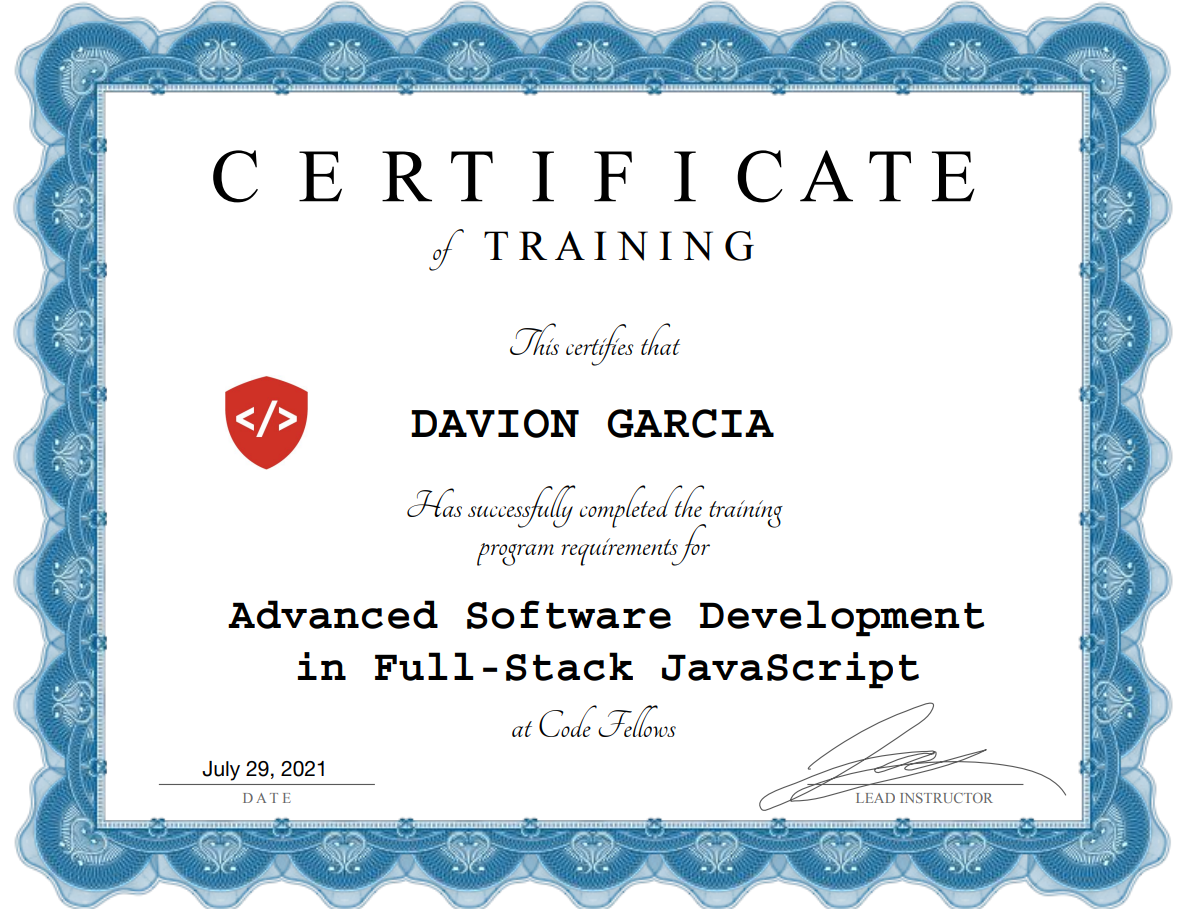 CERTIFICATE
of TRAINING
This certifies that
DAVION GARCIA
</>
Has successfully completed the training
program requirements for
Advanced Software Development
in Full-Stack JavaScript
at Code Fellows
July 29, 2021
DATE
LEAD INSTRUCTOR